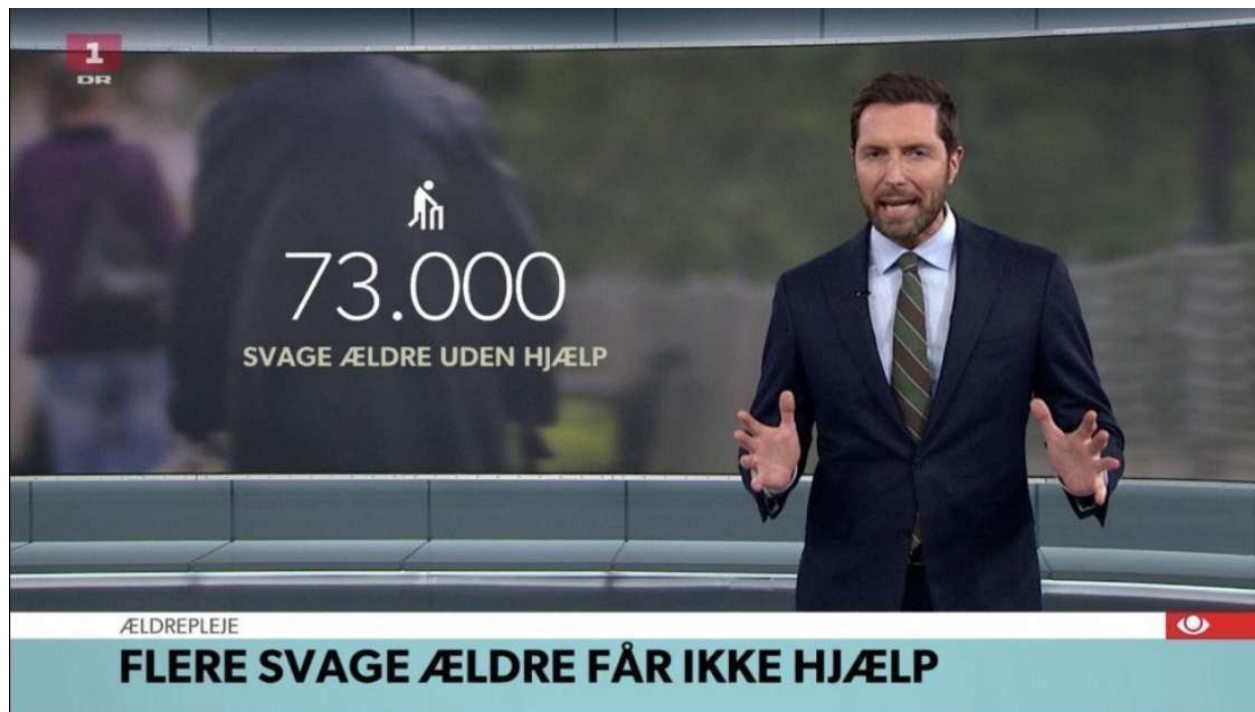 1
DR
73.000
SVAGE ÆLDRE UDEN HJÆLP
ÆLDREPLEJE
FLERE SVAGE ÆLDRE FÅR IKKE HJÆLP